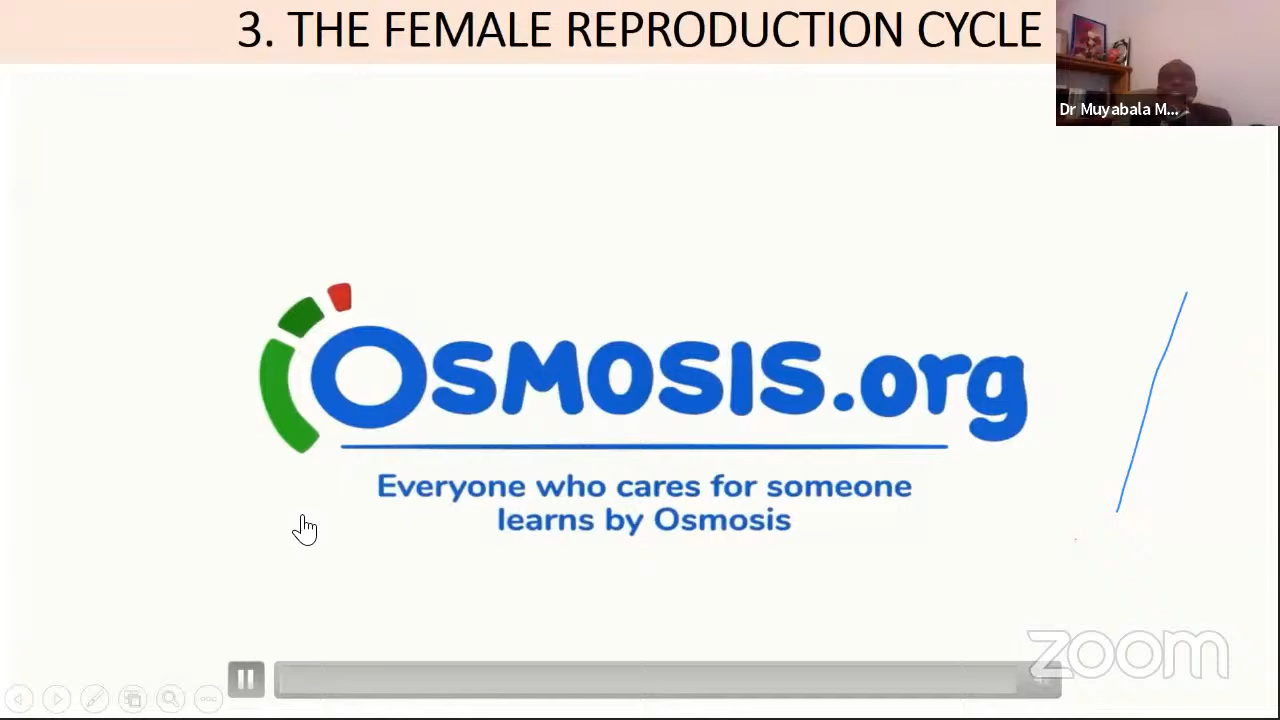 3. THE FEMALE REPRODUCTION CYCLE
Dr Muyabala M...
OSMOSIS.org
Everyone who cares for someone
learns by Osmosis
zoom